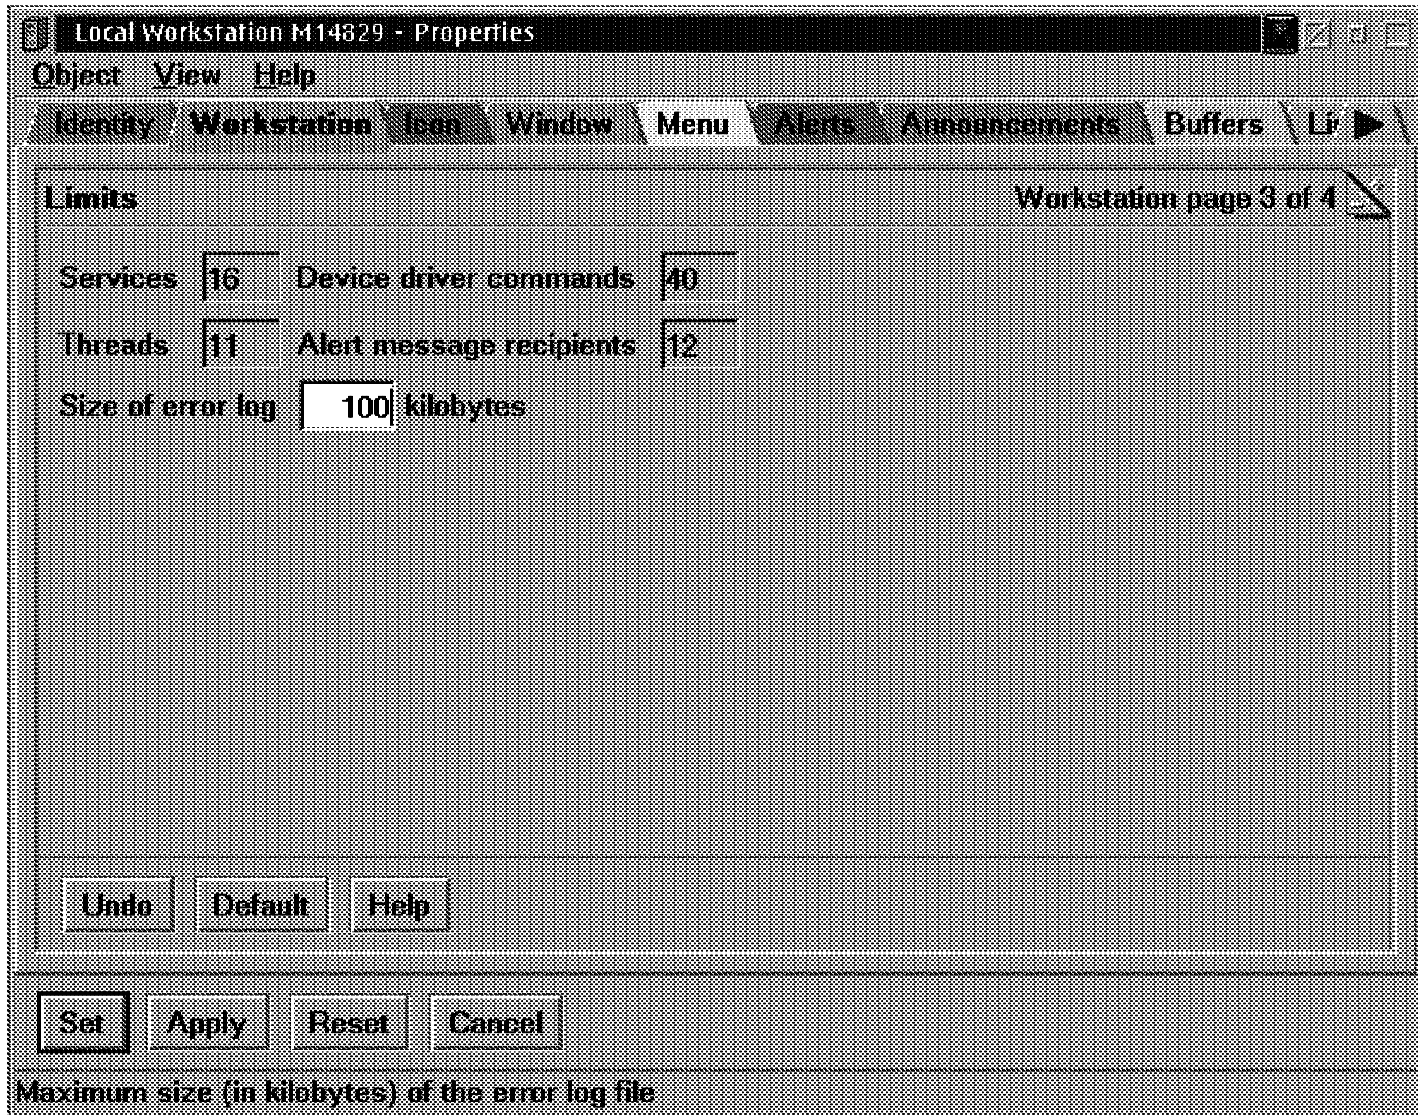 Local Workstation M14829 - Properties
Object View Help
Identity Workstation Icon Window Menu Alerts Announcements Buffers
Limits Workstation page 3 of 4
Services 16 Device driver commands 40
Threads 11 Alert message recipients 12
Size of error log 100 kilobytes
Undo Default Help
Set Apply Reset Cancel
Maximum size (in kilobytes) of the error log file